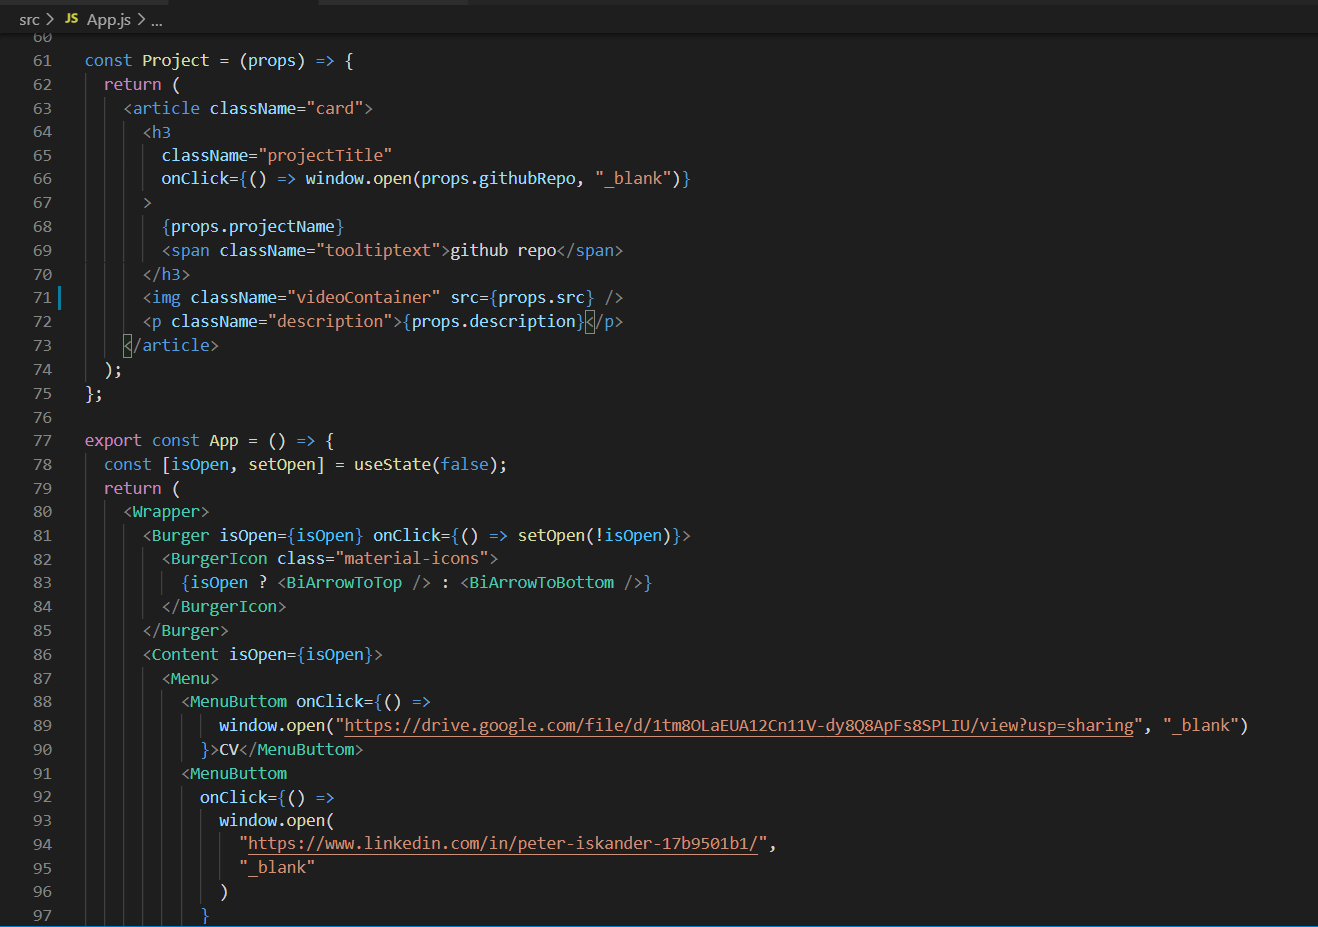 src > JS App.js > ...
60
61 const Project = (props) => {
62 return (
63 <article className="card">
64 <h3
65 className="projectTitle"
66 onClick={() => window.open(props.githubRepo, "_blank")}
67 >
68 {props.projectName}
69 <span className="tooltiptext">github repo</span>
70 </h3>
71 <img className="videoContainer" src={props.src} />
72 <p className="description">{props.description}</p>
73 </article>
74 );
75 };
76
77 export const App = () => {
78 const [isOpen, setOpen] = useState(false);
79 return (
80 <Wrapper>
81 <Burger isOpen={isOpen} onClick={() => setOpen(!isOpen)}>
82 <BurgerIcon class="material-icons">
83 {isOpen ? <BiArrowToTop /> : <BiArrowToBottom />}
84 </BurgerIcon>
85 </Burger>
86 <Content isOpen={isOpen}>
87 <Menu>
88 <MenuButtom onClick={() =>
89 window.open("https://drive.google.com/file/d/1tm8OLaEUA12Cn11V-dy8Q8ApFs8SPLIU/view?usp=sharing", "_blank")
90 }>CV</MenuButtom>
91 <MenuButtom
92 onClick={() =>
93 window.open(
94 "https://www.linkedin.com/in/peter-iskander-17b9501b1/",
95 "_blank"
96 )
97 }